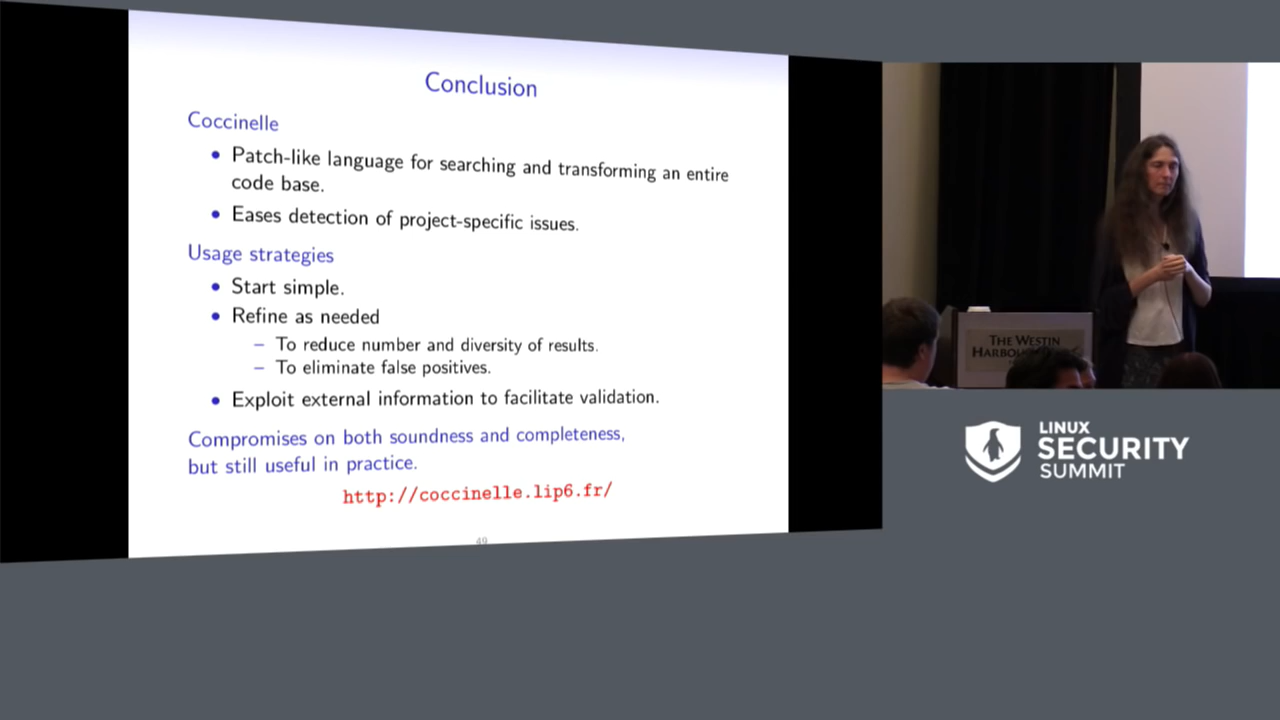 Conclusion
Coccinelle
• Patch-like language for searching and transforming an entire
code base.
• Eases detection of project-specific issues.
Usage strategies
• Start simple.
• Refine as needed
– To reduce number and diversity of results.
– To eliminate false positives.
• Exploit external information to facilitate validation.
Compromises on both soundness and completeness,
but still useful in practice.
http://coccinelle.lip6.fr/
49
THE WESTIN
LINUX
SECURITY
SUMMIT